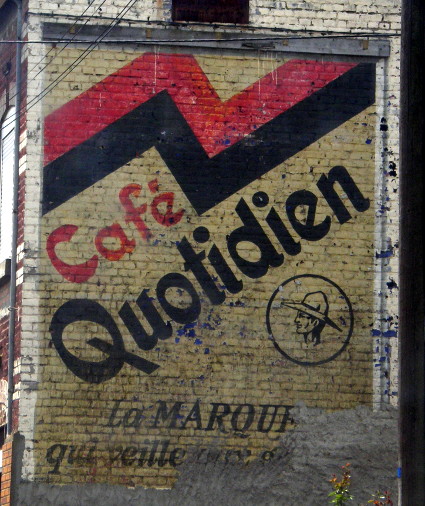 Café
Quotidien
La MARQUE
qui veille